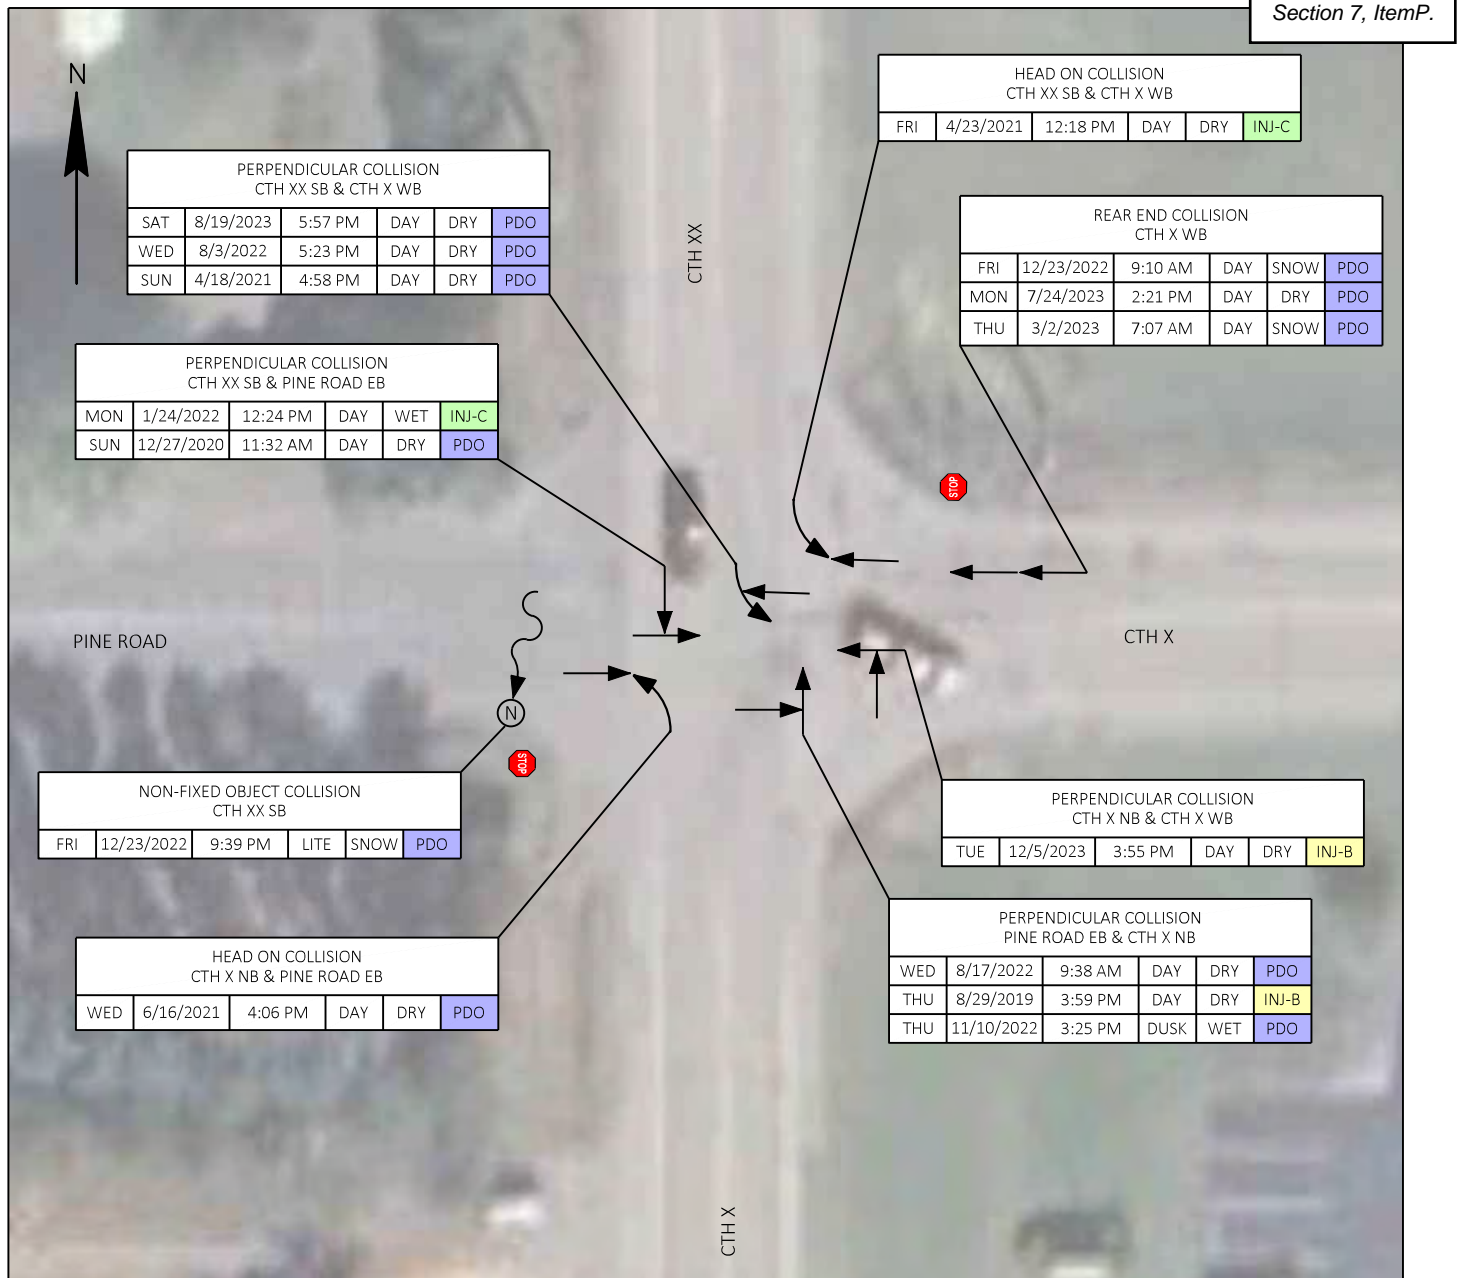 Section 7, ItemP.
N
HEAD ON COLLISION
CTH XX SB & CTH X WB
FRI 4/23/2021 12:18 PM DAY DRY INJ-C
PERPENDICULAR COLLISION
CTH XX SB & CTH X WB
SAT 8/19/2023 5:57 PM DAY DRY PDO
WED 8/3/2022 5:23 PM DAY DRY PDO
SUN 4/18/2021 4:58 PM DAY DRY PDO
REAR END COLLISION
CTH X WB
FRI 12/23/2022 9:10 AM DAY SNOW PDO
MON 7/24/2023 2:21 PM DAY DRY PDO
THU 3/2/2023 7:07 AM DAY SNOW PDO
CTH XX
PERPENDICULAR COLLISION
CTH XX SB & PINE ROAD EB
MON 1/24/2022 12:24 PM DAY WET INJ-C
SUN 12/27/2020 11:32 AM DAY DRY PDO
STOP
PINE ROAD
CTH X
N
STOP
NON-FIXED OBJECT COLLISION
CTH XX SB
FRI 12/23/2022 9:39 PM LITE SNOW PDO
PERPENDICULAR COLLISION
CTH X NB & CTH X WB
TUE 12/5/2023 3:55 PM DAY DRY INJ-B
HEAD ON COLLISION
CTH X NB & PINE ROAD EB
WED 6/16/2021 4:06 PM DAY DRY PDO
PERPENDICULAR COLLISION
PINE ROAD EB & CTH X NB
WED 8/17/2022 9:38 AM DAY DRY PDO
THU 8/29/2019 3:59 PM DAY DRY INJ-B
THU 11/10/2022 3:25 PM DUSK WET PDO
CTH X